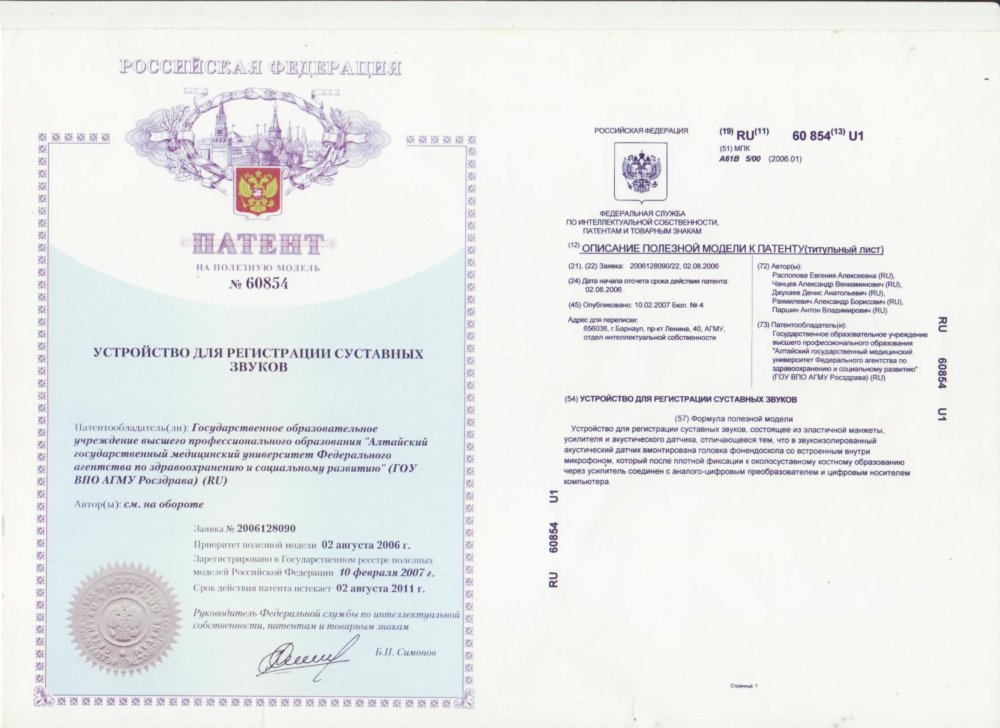 РОССИЙСКАЯ ФЕДЕРАЦИЯ
ПАТЕНТ
НА ПОЛЕЗНУЮ МОДЕЛЬ
№ 60854
УСТРОЙСТВО ДЛЯ РЕГИСТРАЦИИ СУСТАВНЫХ
ЗВУКОВ
Патентообладатель(ли): Государственное образовательное
учреждение высшего профессионального образования "Алтайский
государственный медицинский университет Федерального
агентства по здравоохранению и социальному развитию" (ГОУ
ВПО АГМУ Росздрава) (RU)
Автор(ы): см. на обороте
Заявка № 2006128090
Приоритет полезной модели 02 августа 2006 г.
Зарегистрировано в Государственном реестре полезных
моделей Российской Федерации 10 февраля 2007 г.
Срок действия патента истекает 02 августа 2011 г.
Руководитель Федеральной службы по интеллектуальной
собственности, патентам и товарным знакам
Б.П. Симонов
РОССИЙСКАЯ ФЕДЕРАЦИЯ
(19) RU(11) 60 854(13) U1
(51) МПК
A61B 5/00 (2006.01)
ФЕДЕРАЛЬНАЯ СЛУЖБА
ПО ИНТЕЛЛЕКТУАЛЬНОЙ СОБСТВЕННОСТИ,
ПАТЕНТАМ И ТОВАРНЫМ ЗНАКАМ
(12) ОПИСАНИЕ ПОЛЕЗНОЙ МОДЕЛИ К ПАТЕНТУ(титульный лист)
(21), (22) Заявка: 2006128090/22, 02.08.2006
(24) Дата начала отсчета срока действия патента:
02.08.2006
(45) Опубликовано: 10.02.2007 Бюл. № 4
Адрес для переписки:
656038, г.Барнаул, пр-кт Ленина, 40, АГМУ,
отдел интеллектуальной собственности
(72) Автор(ы):
Распопова Евгения Алексеевна (RU),
Чанцев Александр Вениаминович (RU),
Джухаев Денис Анатольевич (RU),
Рахмилевич Александр Борисович (RU),
Паршин Антон Владимирович (RU)
(73) Патентообладатель(и):
Государственное образовательное учреждение
высшего профессионального образования
"Алтайский государственный медицинский
университет Федерального агентства по
здравоохранению и социальному развитию"
(ГОУ ВПО АГМУ Росздрава) (RU)
(54) УСТРОЙСТВО ДЛЯ РЕГИСТРАЦИИ СУСТАВНЫХ ЗВУКОВ
(57) Формула полезной модели
Устройство для регистрации суставных звуков, состоящее из эластичной манжеты,
усилителя и акустического датчика, отличающееся тем, что в звукоизолированный
акустический датчик вмонтирована головка фонендоскопа со встроенным внутри
микрофоном, который после плотной фиксации к околосуставному костному образованию
через усилитель соединен с аналого-цифровым преобразователем и цифровым носителем
компьютера.
RU 60854 U1
RU 60854 U1
Страница: 1